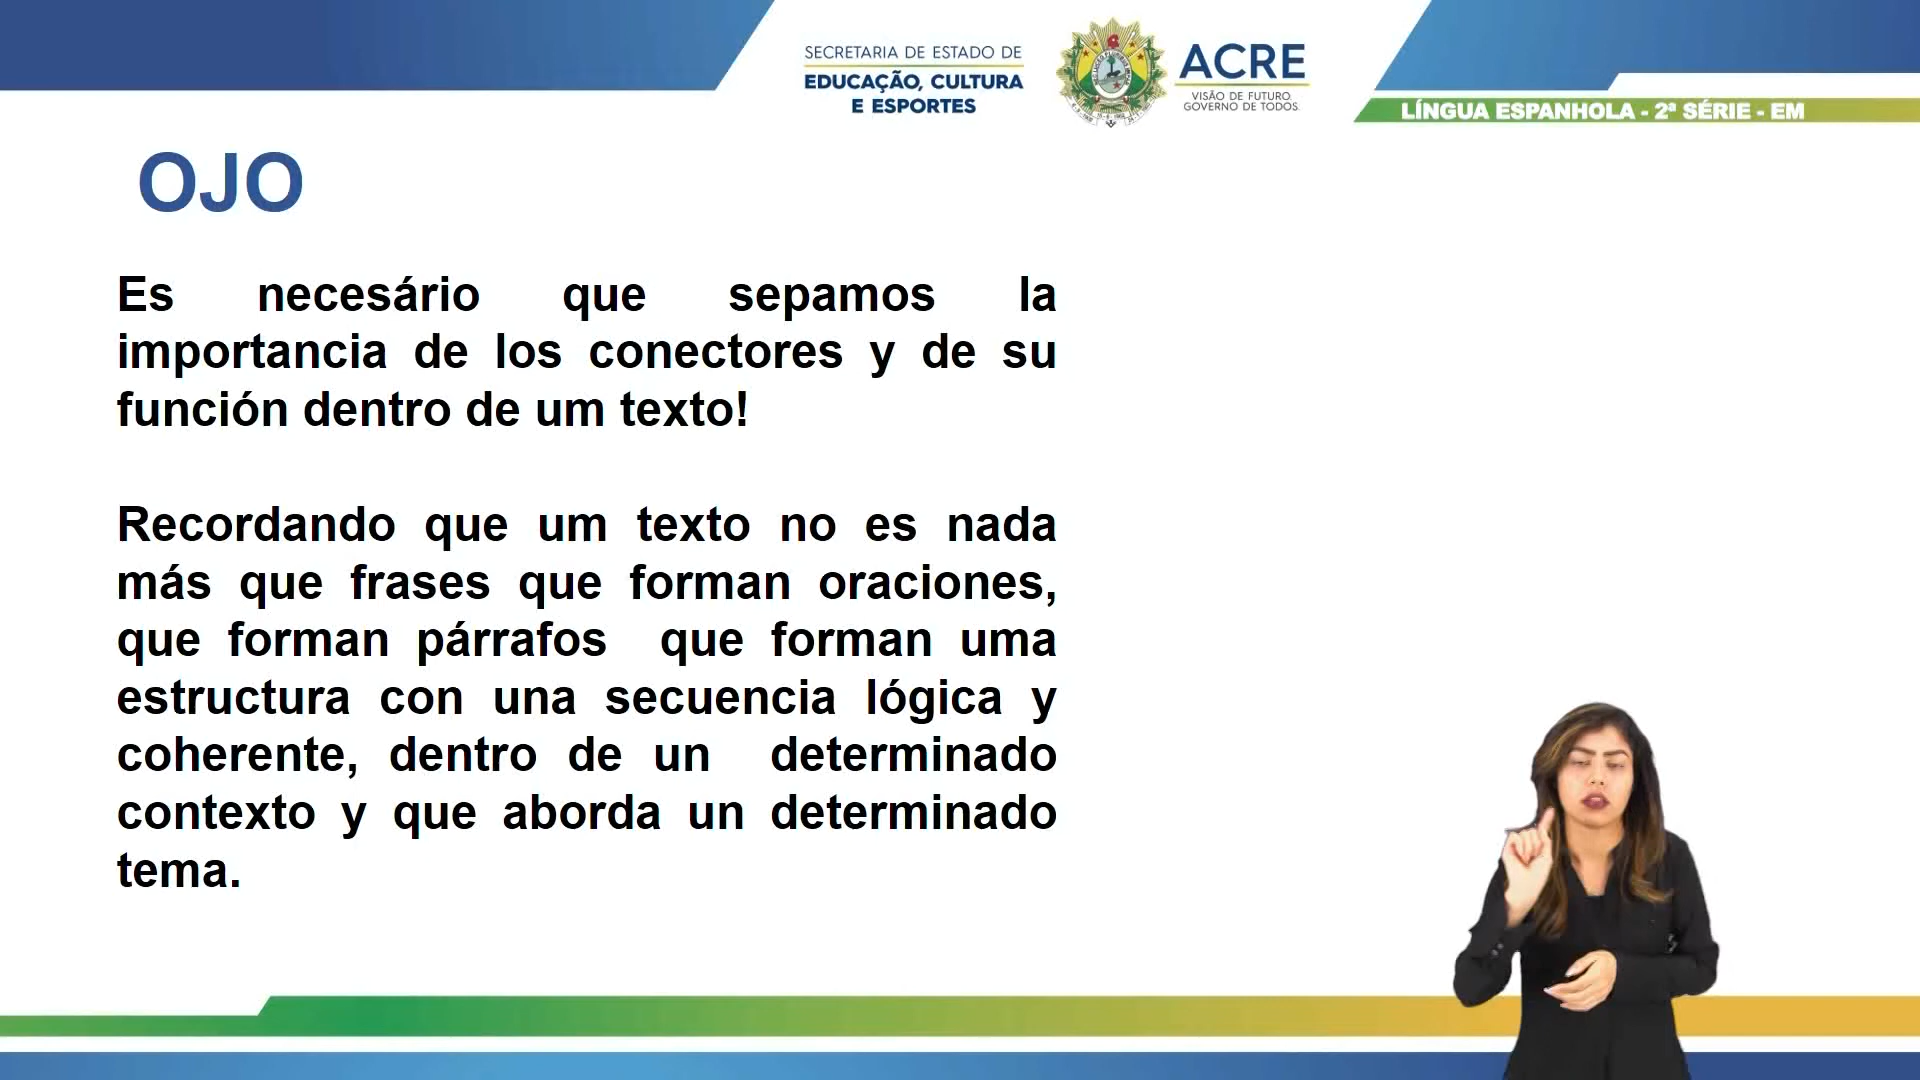 SECRETARIA DE ESTADO DE
EDUCAÇÃO, CULTURA
E ESPORTES
ACRE
VISÃO DE FUTURO.
GOVERNO DE TODOS.
LÍNGUA ESPANHOLA - 2ª SÉRIE - EM
OJO
Es necesário que sepamos la
importancia de los conectores y de su
función dentro de um texto!
Recordando que um texto no es nada
más que frases que forman oraciones,
que forman párrafos que forman uma
estructura con una secuencia lógica y
coherente, dentro de un determinado
contexto y que aborda un determinado
tema.